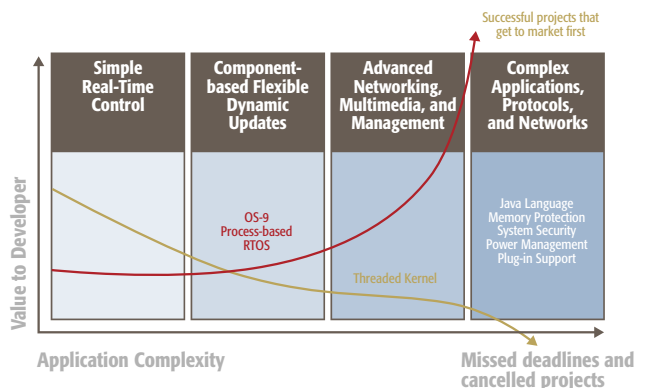 Successful projects that
get to market first
Simple
Real-Time
Control
Component-
based Flexible
Dynamic
Updates
Advanced
Networking,
Multimedia, and
Management
Complex
Applications,
Protocols,
and Networks
Value to Developer
OS-9
Process-based
RTOS
Threaded Kernel
Java Language
Memory Protection
System Security
Power Management
Plug-in Support
Application Complexity
Missed deadlines and
cancelled projects